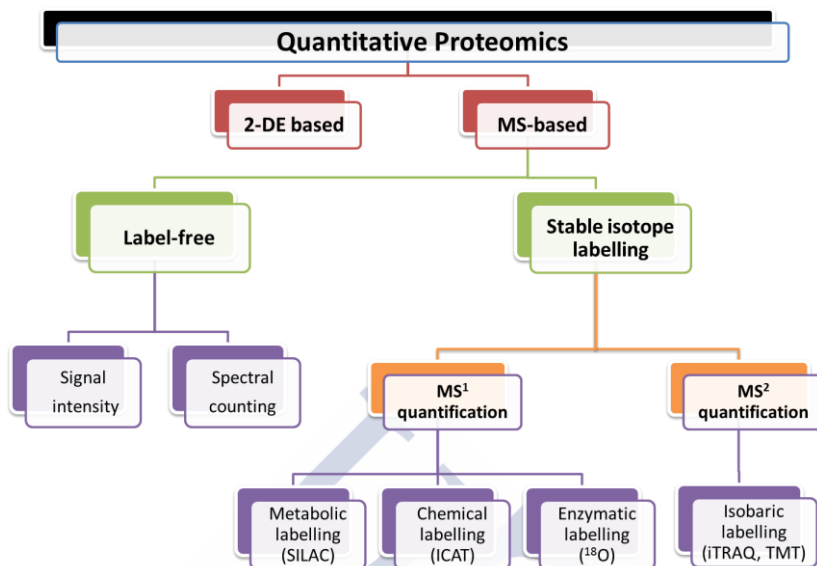 Quantitative Proteomics
2-DE based
MS-based
Label-free
Stable isotope
labelling
Signal
intensity
Spectral
counting
MS¹
quantification
MS²
quantification
Metabolic
labelling
(SILAC)
Chemical
labelling
(ICAT)
Enzymatic
labelling
(¹⁸O)
Isobaric
labelling
(iTRAQ, TMT)